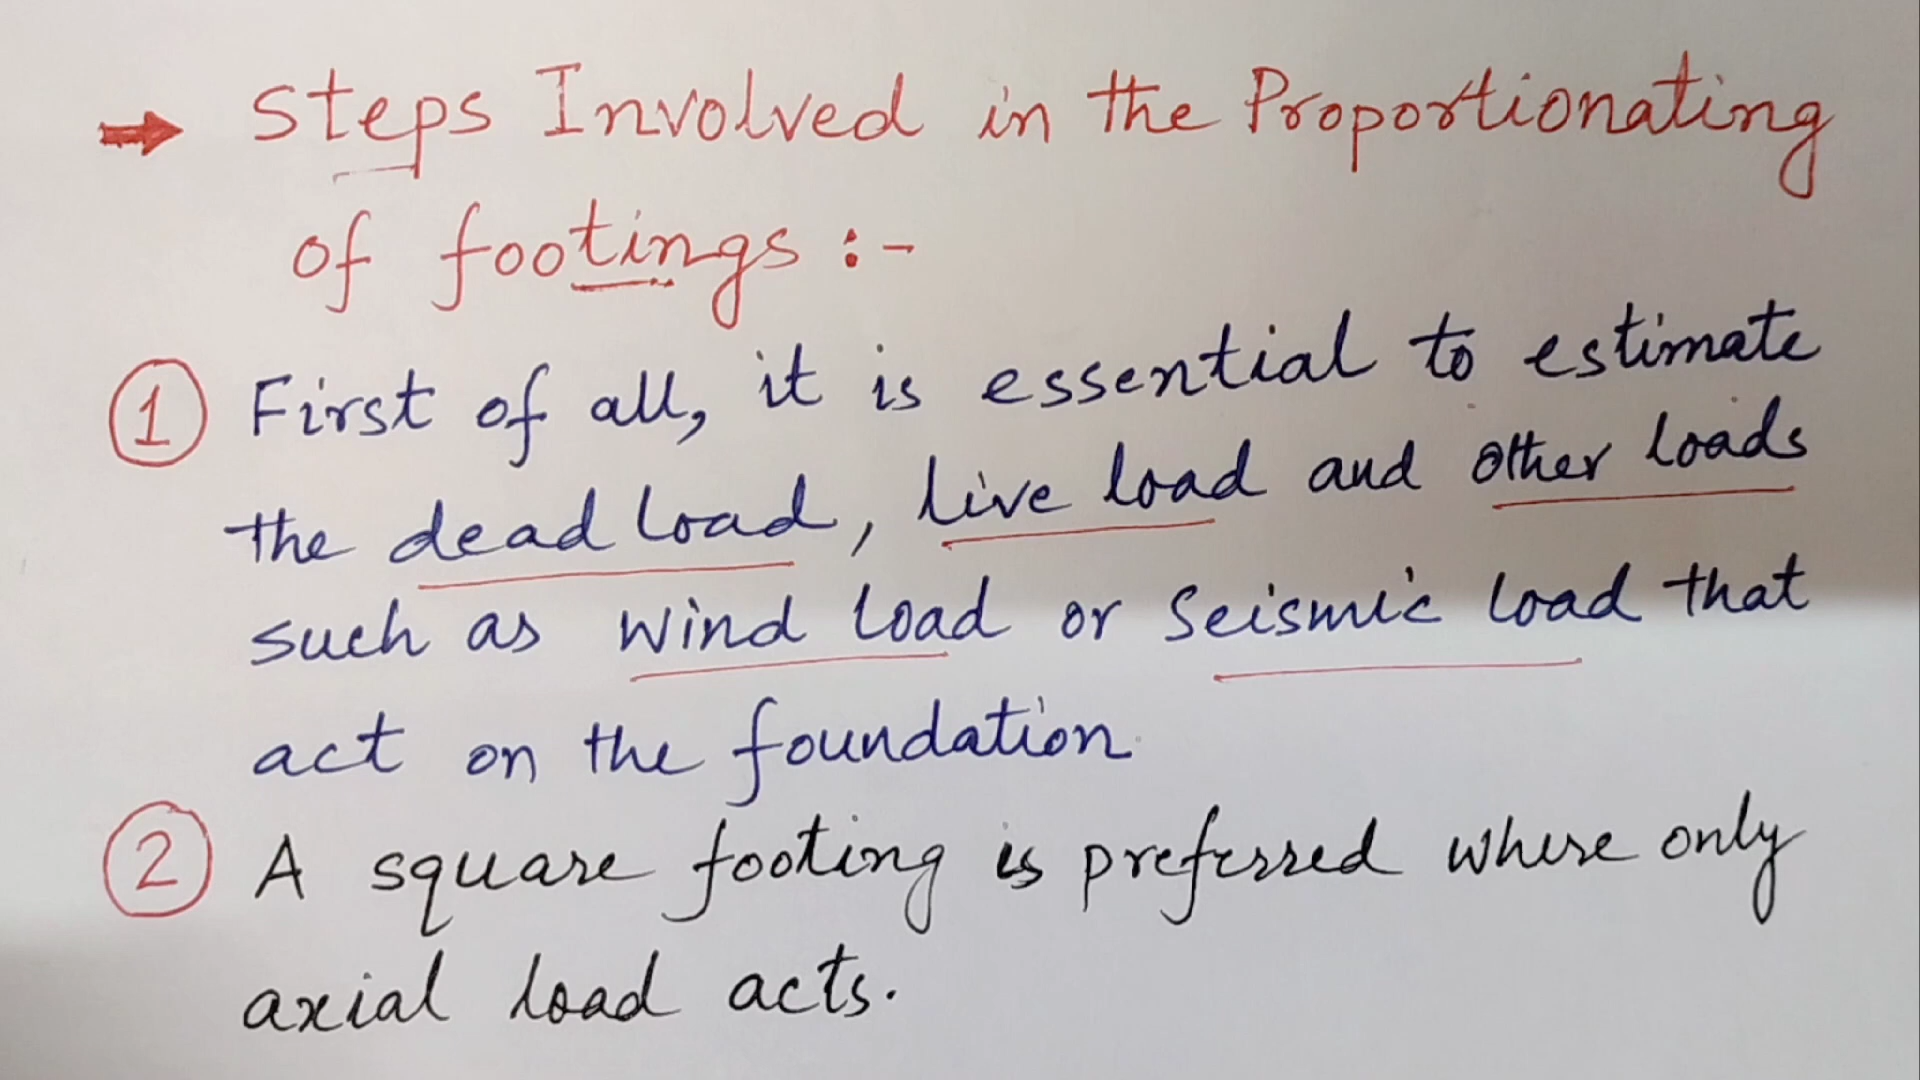 → Steps Involved in the Proportionating
of footings :-
① First of all, it is essential to estimate
the dead load, live load and other loads
such as wind load or seismic load that
act on the foundation.
② A square footing is preferred where only
axial load acts.